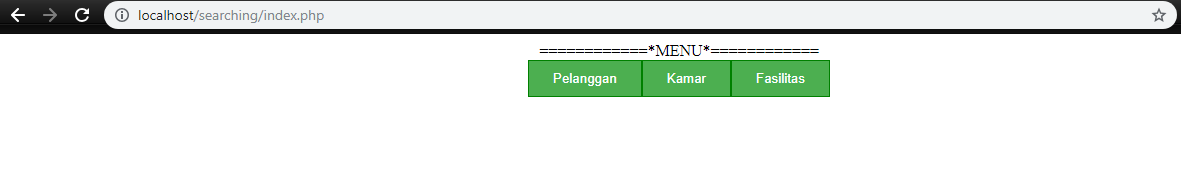 localhost/searching/index.php
============*MENU*============
Pelanggan Kamar Fasilitas